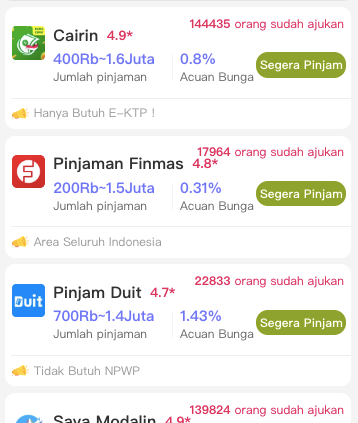 144435 orang sudah ajukan
Cairin 4.9*
400Rb~1.6Juta 0.8% Segera Pinjam
Jumlah pinjaman Acuan Bunga
Hanya Butuh E-KTP !
17964 orang sudah ajukan
Pinjaman Finmas 4.8*
200Rb~1.5Juta 0.31% Segera Pinjam
Jumlah pinjaman Acuan Bunga
Area Seluruh Indonesia
22833 orang sudah ajukan
Duit Pinjam Duit 4.7*
700Rb~1.4Juta 1.43% Segera Pinjam
Jumlah pinjaman Acuan Bunga
Tidak Butuh NPWP
139824 orang sudah ajukan
Saya Modalin 4.9*